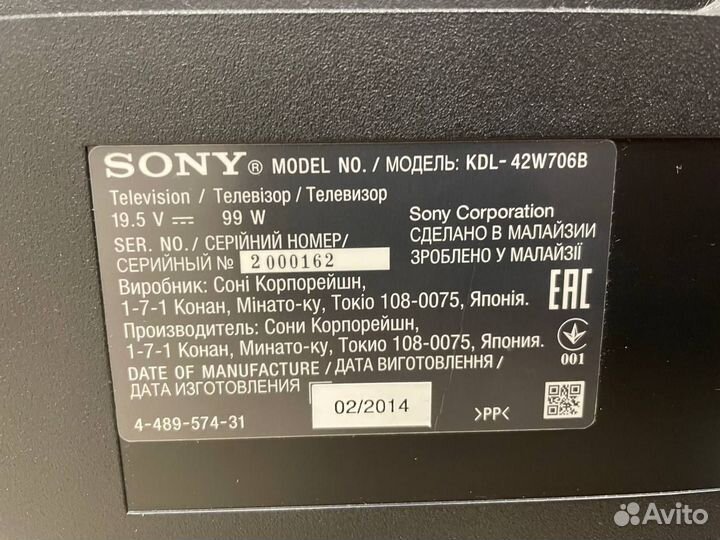 SONY® MODEL NO. / МОДЕЛЬ: KDL-42W706B
Television / Телевізор / Телевизор
19.5 V ⎓ 99 W
Sony Corporation
SER. NO. / СЕРІЙНИЙ НОМЕР/
СДЕЛАНО В МАЛАЙЗИИ
СЕРИЙНЫЙ № 2000162
ЗРОБЛЕНО У МАЛАЙЗІЇ
Виробник: Соні Корпорейшн,
1-7-1 Конан, Мінато-ку, Токіо 108-0075, Японія.
EAC
Производитель: Сони Корпорейшн,
1-7-1 Конан, Минато-ку, Токио 108-0075, Япония.
001
DATE OF MANUFACTURE / ДАТА ВИГОТОВЛЕННЯ /
ДАТА ИЗГОТОВЛЕНИЯ
02/2014
4-489-574-31
>PP<
Avito